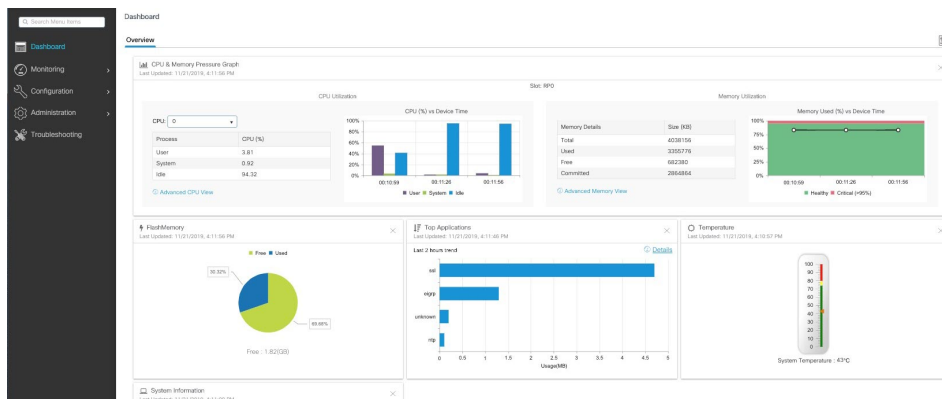 Search Menu Items
Dashboard
Monitoring
Configuration
Administration
Troubleshooting
Dashboard
Overview
CPU & Memory Pressure Graph
Last Updated: 11/21/2019, 4:11:56 PM
Slot: RP0
CPU Utilization
CPU: 0
Process CPU (%)
User 3.81
System 0.92
Idle 94.32
Advanced CPU View
CPU (%) vs Device Time
100%
80%
60%
40%
20%
0%
00:10:59 00:11:26 00:11:56
User System Idle
Memory Utilization
Memory Details Size (KB)
Total 4038156
Used 3355776
Free 682380
Committed 2864864
Advanced Memory View
Memory Used (%) vs Device Time
100%
75%
50%
25%
0%
00:10:59 00:11:26 00:11:56
Healthy Critical (>95%)
FlashMemory
Last Updated: 11/21/2019, 4:11:56 PM
Free Used
30.32%
69.68%
Free : 1.82(GB)
Top Applications
Last Updated: 11/21/2019, 4:11:46 PM
Last 2 hours trend
Details
ssl
eigrp
unknown
ntp
0 0.5 1 1.5 2 2.5 3 3.5 4 4.5 5
Usage(MB)
Temperature
Last Updated: 11/21/2019, 4:10:57 PM
100
90
80
70
60
50
40
30
20
10
0
System Temperature : 43°C
System Information